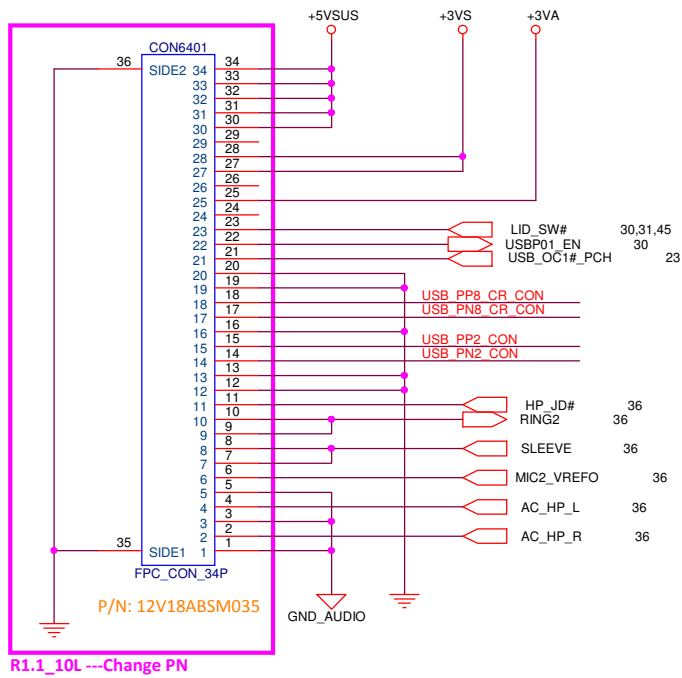 +5VSUS +3VS +3VA
CON6401
36 SIDE2 34 34
33 33
32 32
31 31
30 30
29 29
28 28
27 27
26 26
25 25
24 24
23 23 LID_SW# 30,31,45
22 22 USBP01_EN 30
21 21 USB_OC1#_PCH 23
20 20
19 19
18 18 USB_PP8_CR_CON
17 17 USB_PN8_CR_CON
16 16
15 15 USB_PP2_CON
14 14 USB_PN2_CON
13 13
12 12
11 11 HP_JD# 36
10 10 RING2 36
9 9
8 8 SLEEVE 36
7 7
6 6 MIC2_VREFO 36
5 5
4 4 AC_HP_L 36
3 3
2 2 AC_HP_R 36
35 SIDE1 1 1
FPC_CON_34P
P/N: 12V18ABSM035
GND_AUDIO
R1.1_10L ---Change PN